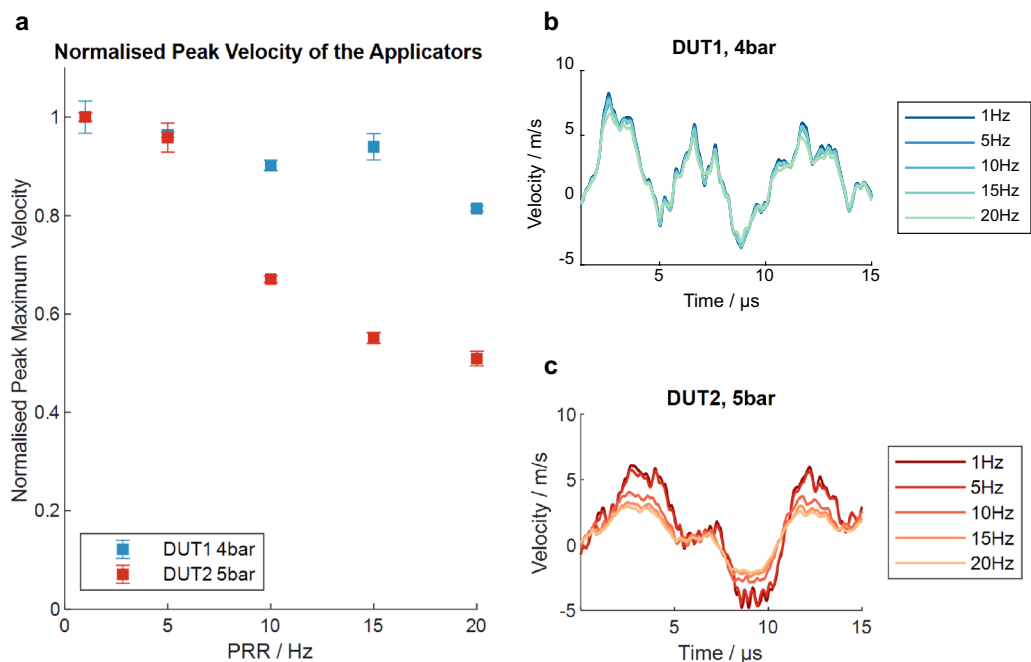 a
Normalised Peak Velocity of the Applicators
Normalised Peak Maximum Velocity
1
0.8
0.6
0.4
0.2
0
0 5 10 15 20
PRR / Hz
DUT1 4bar
DUT2 5bar
b
DUT1, 4bar
Velocity / m/s
10
5
0
-5
5 10 15
Time / µs
1Hz
5Hz
10Hz
15Hz
20Hz
c
DUT2, 5bar
Velocity / m/s
10
5
0
-5
5 10 15
Time / µs
1Hz
5Hz
10Hz
15Hz
20Hz